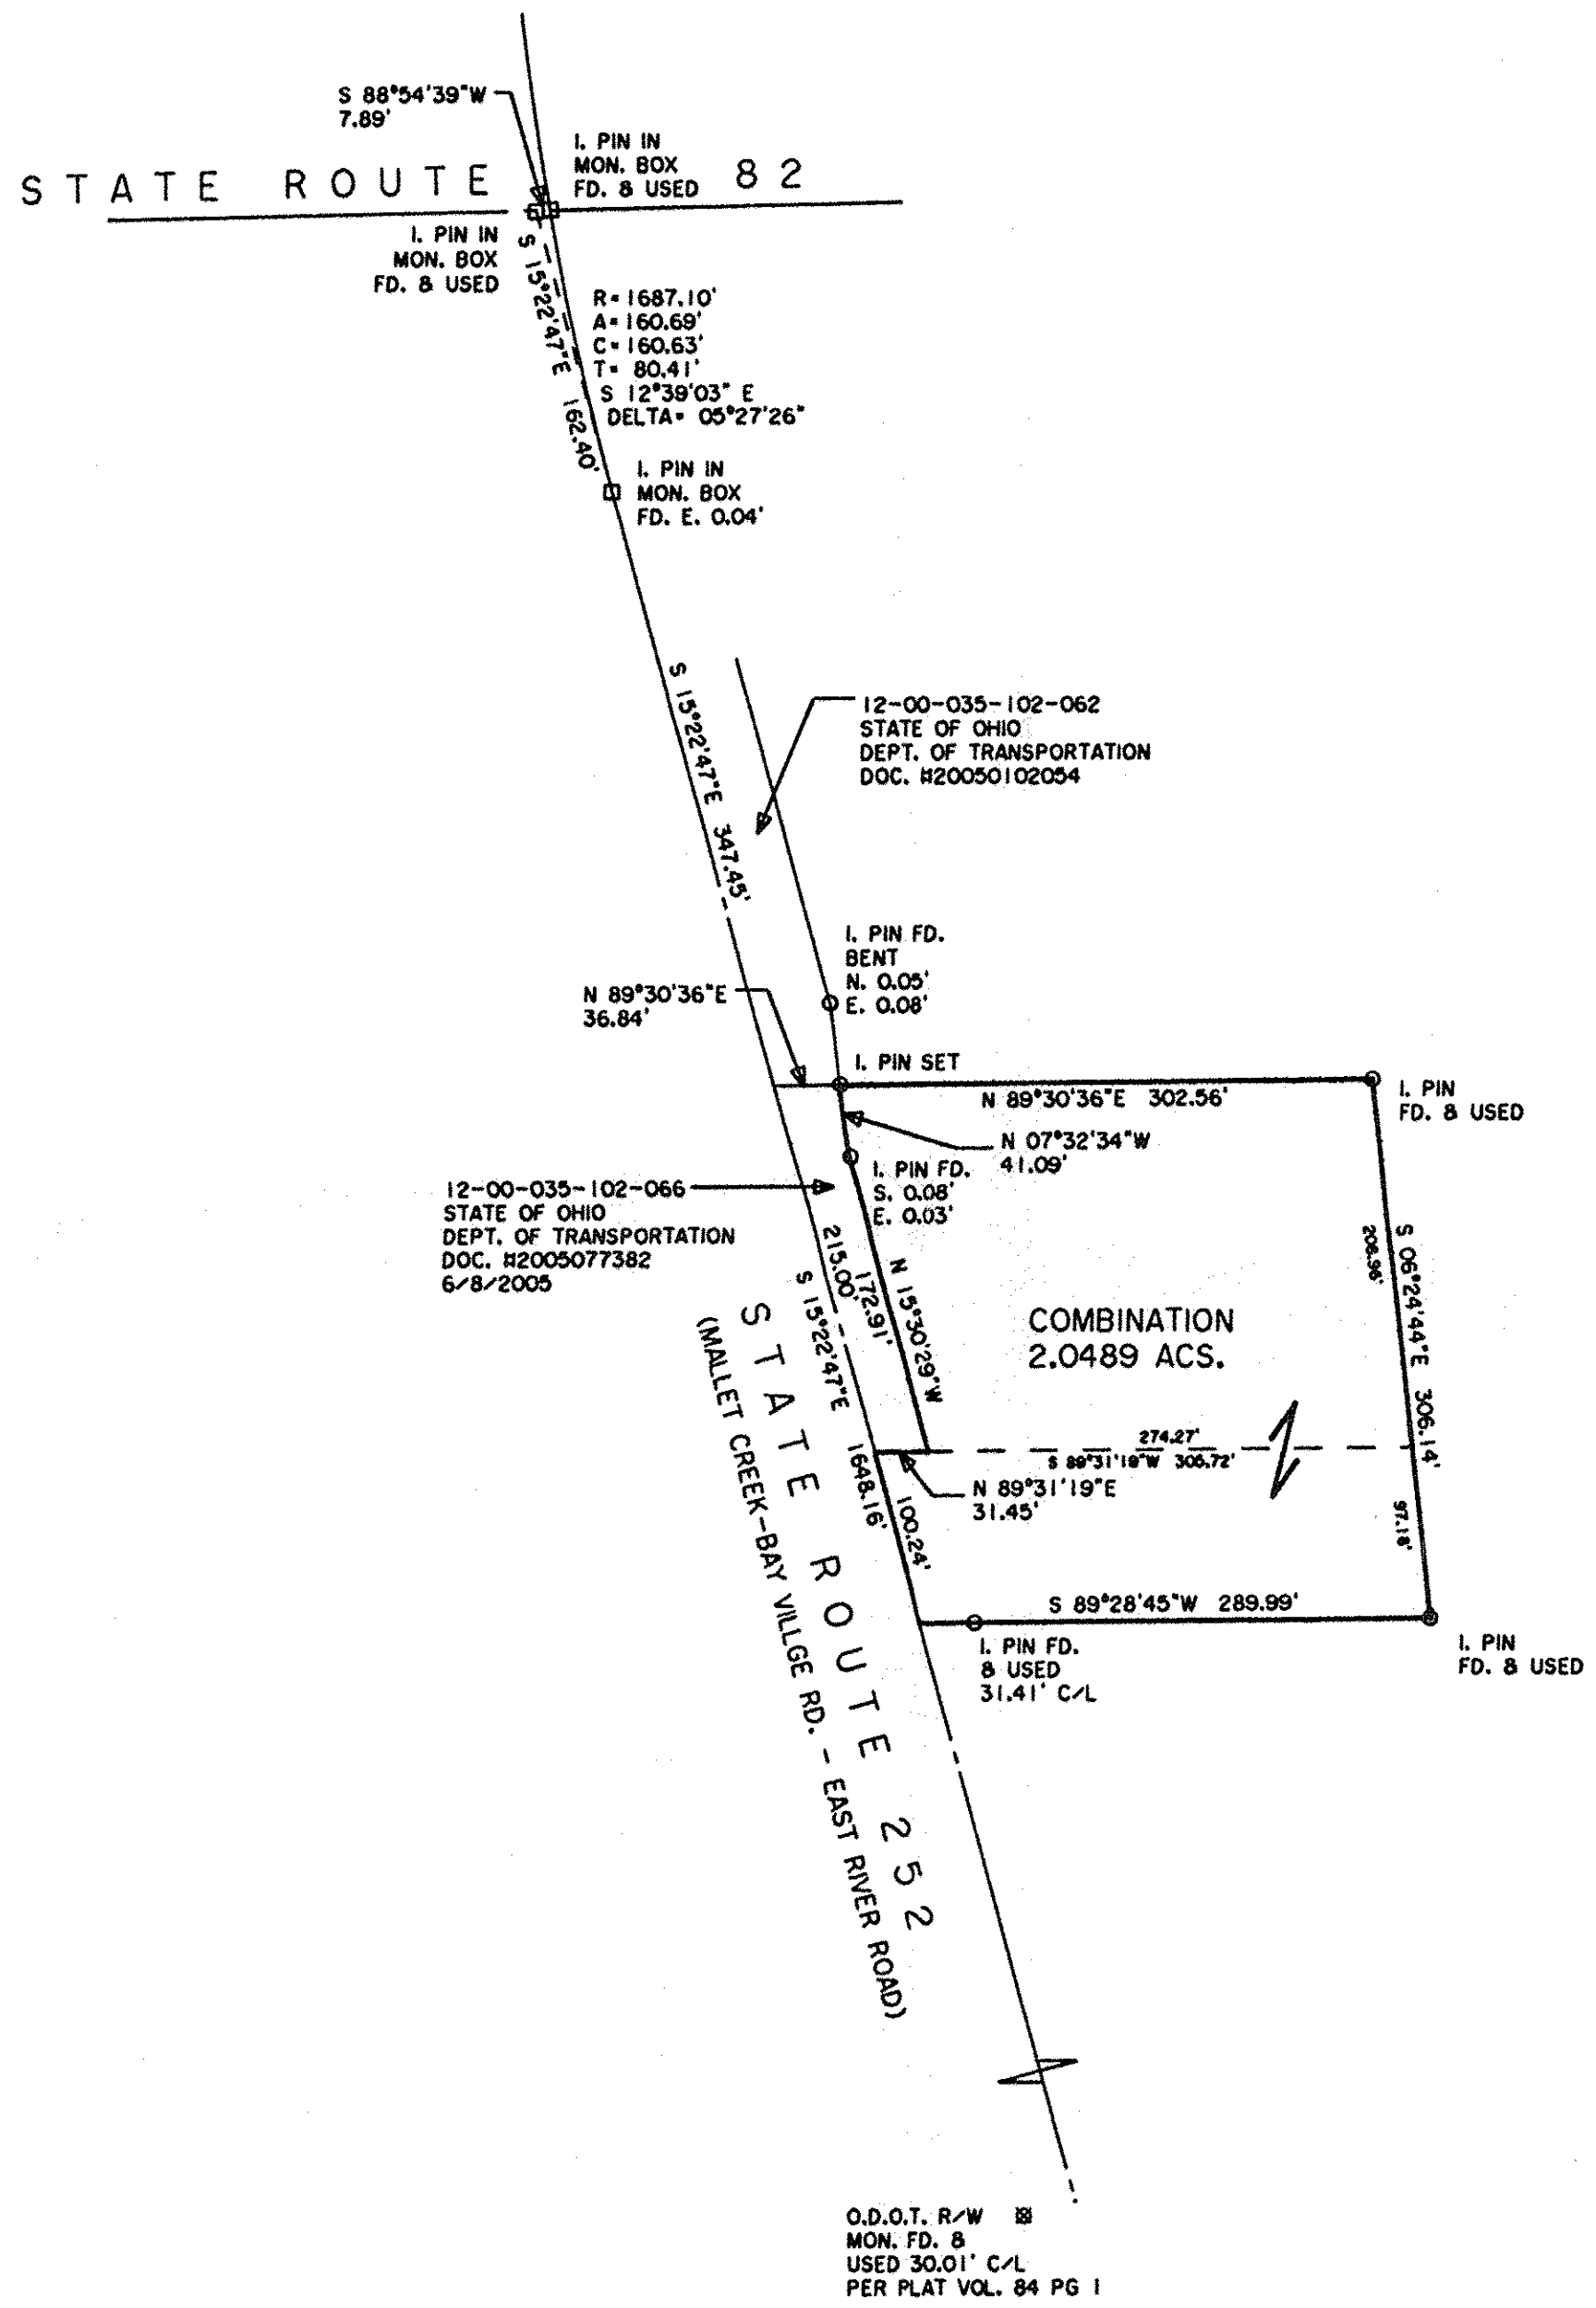 S 88°54'39"W
7.89'
I. PIN IN
MON. BOX
FD. & USED
STATE ROUTE 82
I. PIN IN
MON. BOX
FD. & USED
S 15°22'47"E 162.40'
R=1687.10'
A=160.69'
C=160.63'
T= 80.41'
S 12°39'03" E
DELTA= 05°27'26"
I. PIN IN
MON. BOX
FD. E. 0.04'
S 15°22'47"E 347.45'
12-00-035-102-062
STATE OF OHIO
DEPT. OF TRANSPORTATION
DOC. #20050102054
I. PIN FD.
BENT
N. 0.05'
E. 0.08'
N 89°30'36"E
36.84'
I. PIN SET
N 89°30'36"E 302.56'
I. PIN
FD. & USED
N 07°32'34"W
41.09'
I. PIN FD.
S. 0.08'
E. 0.03'
12-00-035-102-066
STATE OF OHIO
DEPT. OF TRANSPORTATION
DOC. #2005077382
6/8/2005
215.00'
172.91'
N 15°30'29"W
S 15°22'47"E 1648.16'
208.96'
S 06°24'44"E 306.14'
COMBINATION
2.0489 ACS.
274.27'
S 89°31'19"W 305.72'
N 89°31'19"E
31.45'
100.24'
97.18'
S 89°28'45"W 289.99'
I. PIN FD.
& USED
31.41' C/L
I. PIN
FD. & USED
STATE ROUTE 252
(MALLET CREEK-BAY VILLGE RD. - EAST RIVER ROAD)
O.D.O.T. R/W
MON. FD. &
USED 30.01' C/L
PER PLAT VOL. 84 PG 1